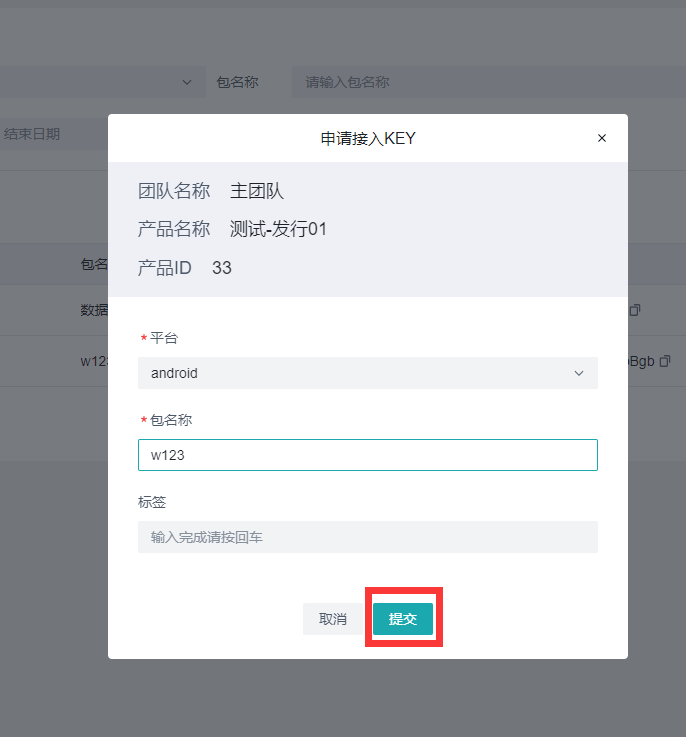 包名称 请输入包名称
结束日期
申请接入KEY ×
团队名称 主团队
产品名称 测试-发行01
产品ID 33
包名
数据
* 平台
w123
Bgb
android
* 包名称
w123
标签
输入完成请按回车
取消 提交